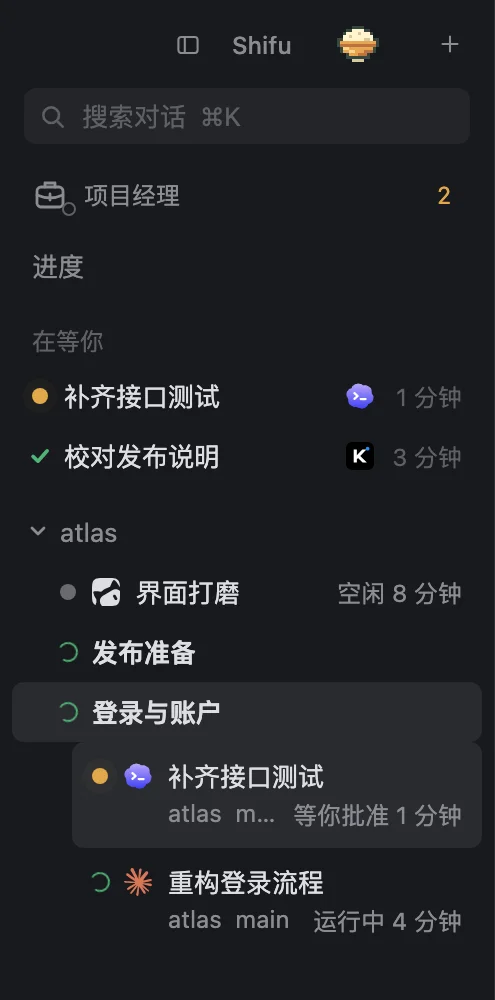 Shifu
搜索对话 ⌘K
项目经理 2
进度
在等你
补齐接口测试 1 分钟
校对发布说明 3 分钟
atlas
界面打磨 空闲 8 分钟
发布准备
登录与账户
补齐接口测试
atlas m... 等你批准 1 分钟
重构登录流程
atlas main 运行中 4 分钟